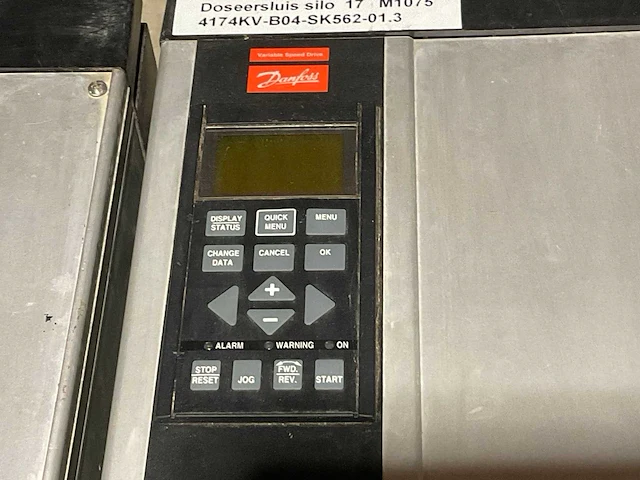 Doseersluis silo 17 M1075
4174KV-B04-SK562-01.3
Variable Speed Drive
Danfoss
DISPLAY
STATUS
QUICK
MENU
MENU
CHANGE
DATA
CANCEL
OK
+
−
ALARM
WARNING
ON
STOP
RESET
JOG
FWD.
REV.
START